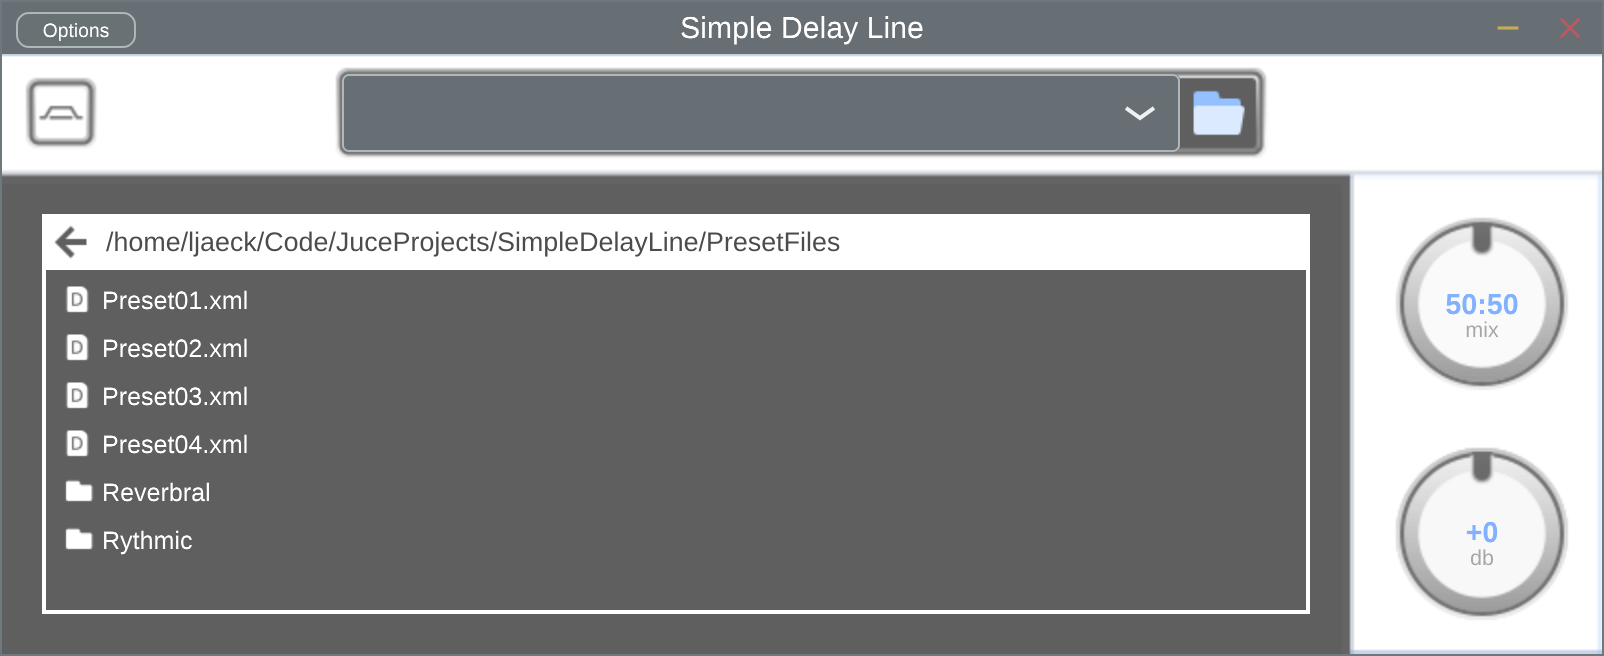 Options
Simple Delay Line
/home/ljaeck/Code/JuceProjects/SimpleDelayLine/PresetFiles
D Preset01.xml
D Preset02.xml
D Preset03.xml
D Preset04.xml
Reverbral
Rythmic
50:50
mix
+0
db